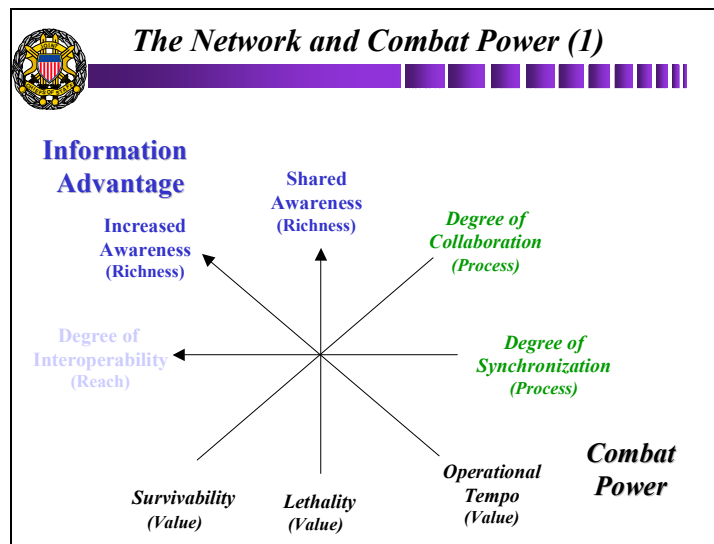 The Network and Combat Power (1)
Information
Advantage
Shared
Awareness
(Richness)
Increased
Awareness
(Richness)
Degree of
Collaboration
(Process)
Degree of
Interoperability
(Reach)
Degree of
Synchronization
(Process)
Survivability
(Value)
Lethality
(Value)
Operational
Tempo
(Value)
Combat
Power